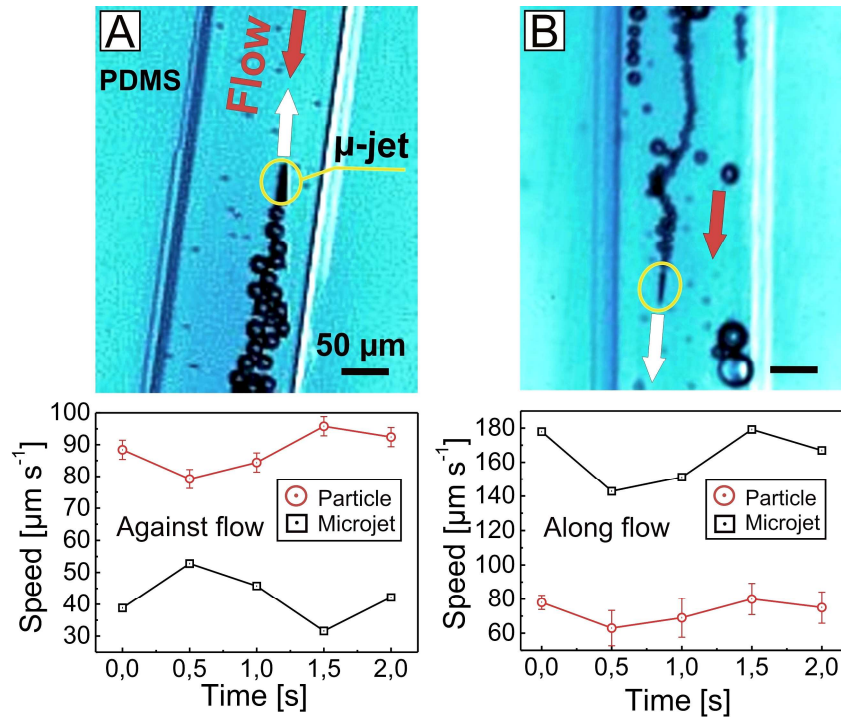 A
PDMS
Flow
μ-jet
50 μm
B
100
90
80
70
60
50
40
30
Speed [μm s⁻¹]
Particle
Microjet
Against flow
0,0 0,5 1,0 1,5 2,0
Time [s]
180
160
140
120
100
80
60
Speed [μm s⁻¹]
Particle
Microjet
Along flow
0,0 0,5 1,0 1,5 2,0
Time [s]